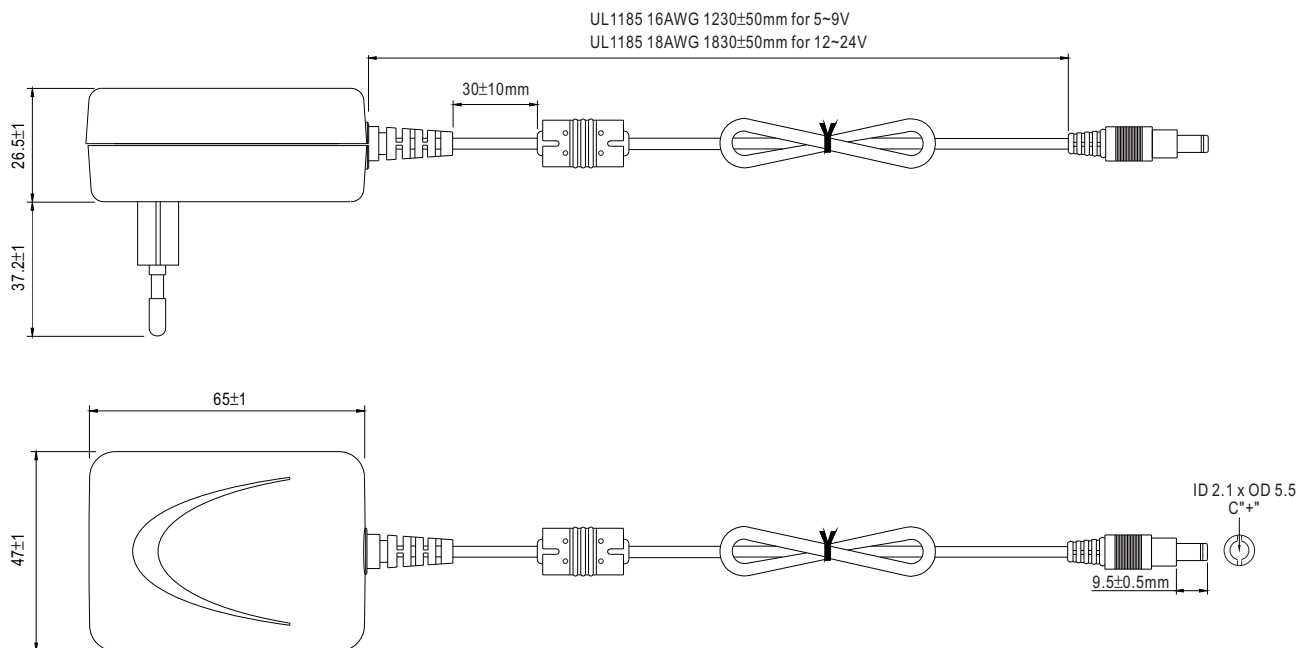 UL1185 16AWG 1230±50mm for 5~9V
UL1185 18AWG 1830±50mm for 12~24V
30±10mm
26.5±1
37.2±1
65±1
47±1
ID 2.1 x OD 5.5
C"+"
9.5±0.5mm